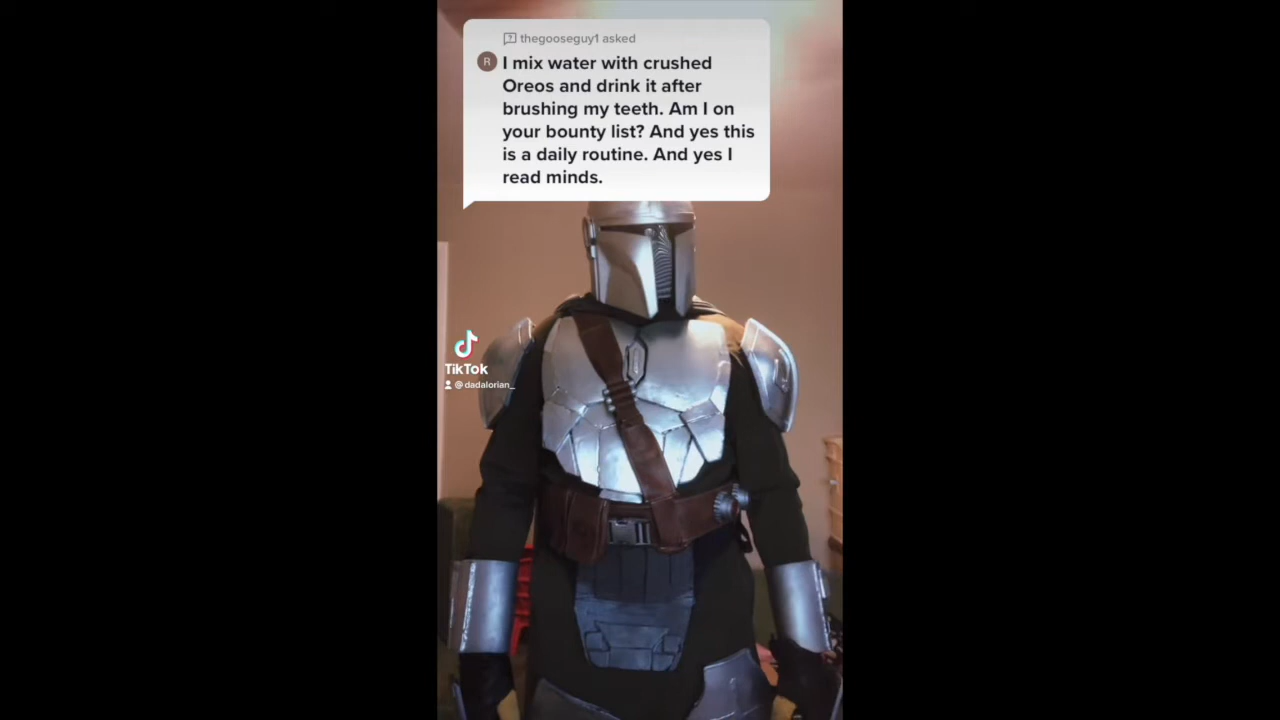 thegooseguy1 asked
R
I mix water with crushed
Oreos and drink it after
brushing my teeth. Am I on
your bounty list? And yes this
is a daily routine. And yes I
read minds.
TikTok
@dadalorian_